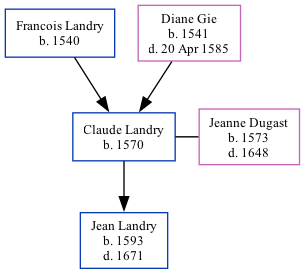 Francois Landry
b. 1540
Diane Gie
b. 1541
d. 20 Apr 1585
Claude Landry
b. 1570
Jeanne Dugast
b. 1573
d. 1648
Jean Landry
b. 1593
d. 1671